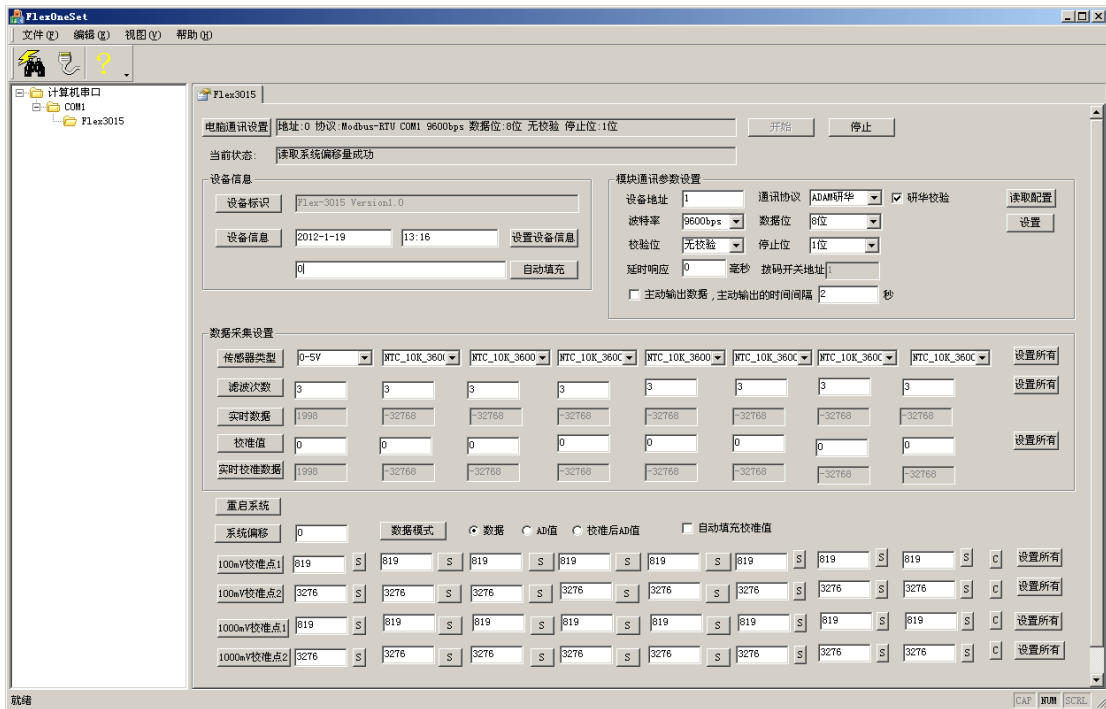 FlexOneSet
文件(F) 编辑(E) 视图(V) 帮助(H)
计算机串口
COM1
Flex3015
Flex3015
电脑通讯设置 地址:0 协议:Modbus-RTU COM1 9600bps 数据位:8位 无校验 停止位:1位 开始 停止
当前状态: 读取系统偏移量成功
设备信息
设备标识 Flex-3015 Version1.0
设备信息 2012-1-19 13:16 设置设备信息
0 自动填充
模块通讯参数设置
设备地址 1 通讯协议 ADAM研华 研华校验 读取配置
波特率 9600bps 数据位 8位 设置
校验位 无校验 停止位 1位
延时响应 0 毫秒 拨码开关地址 1
主动输出数据,主动输出的时间间隔 2 秒
数据采集设置
传感器类型 0-5V NTC_10K_360( NTC_10K_3600 NTC_10K_360C NTC_10K_3600 NTC_10K_360C NTC_10K_360C NTC_10K_360C 设置所有
滤波次数 3 3 3 3 3 3 3 3 设置所有
实时数据 1998 -32768 -32768 -32768 -32768 -32768 -32768 -32768
校准值 0 0 0 0 0 0 0 0 设置所有
实时校准数据 1998 -32768 -32768 -32768 -32768 -32768 -32768 -32768
重启系统
系统偏移 0 数据模式 数据 AD值 校准后AD值 自动填充校准值
100mV校准点1 819 S 819 S 819 S 819 S 819 S 819 S 819 S 819 S C 设置所有
100mV校准点2 3276 S 3276 S 3276 S 3276 S 3276 S 3276 S 3276 S 3276 S C 设置所有
1000mV校准点1 819 S 819 S 819 S 819 S 819 S 819 S 819 S 819 S C 设置所有
1000mV校准点2 3276 S 3276 S 3276 S 3276 S 3276 S 3276 S 3276 S 3276 S C 设置所有
就绪 CAP NUM SCRL